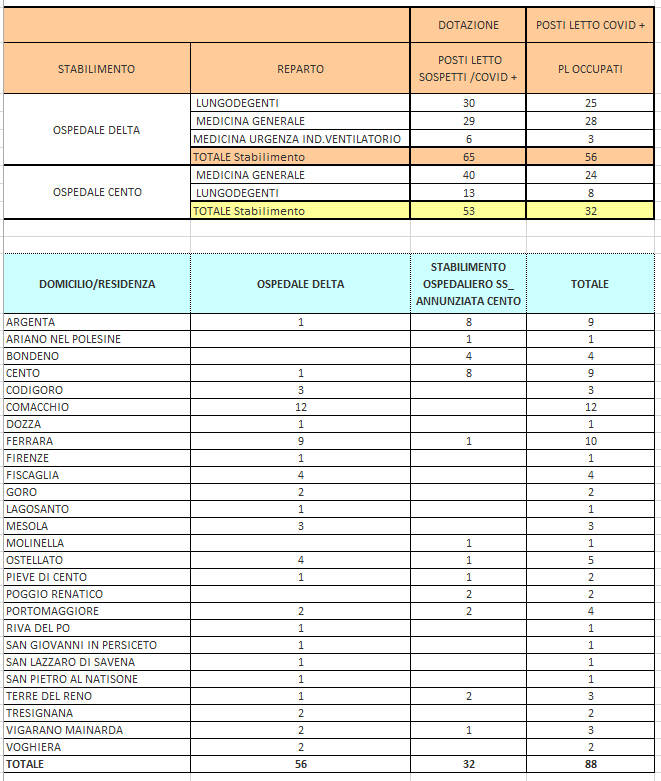 DOTAZIONE POSTI LETTO COVID +
STABILIMENTO REPARTO POSTI LETTO SOSPETTI /COVID + PL OCCUPATI
OSPEDALE DELTA
LUNGODEGENTI 30 25
MEDICINA GENERALE 29 28
MEDICINA URGENZA IND.VENTILATORIO 6 3
TOTALE Stabilimento 65 56
OSPEDALE CENTO
MEDICINA GENERALE 40 24
LUNGODEGENTI 13 8
TOTALE Stabilimento 53 32
DOMICILIO/RESIDENZA OSPEDALE DELTA STABILIMENTO OSPEDALIERO SS_ ANNUNZIATA CENTO TOTALE
ARGENTA 1 8 9
ARIANO NEL POLESINE 1 1
BONDENO 4 4
CENTO 1 8 9
CODIGORO 3 3
COMACCHIO 12 12
DOZZA 1 1
FERRARA 9 1 10
FIRENZE 1 1
FISCAGLIA 4 4
GORO 2 2
LAGOSANTO 1 1
MESOLA 3 3
MOLINELLA 1 1
OSTELLATO 4 1 5
PIEVE DI CENTO 1 1 2
POGGIO RENATICO 2 2
PORTOMAGGIORE 2 2 4
RIVA DEL PO 1 1
SAN GIOVANNI IN PERSICETO 1 1
SAN LAZZARO DI SAVENA 1 1
SAN PIETRO AL NATISONE 1 1
TERRE DEL RENO 1 2 3
TRESIGNANA 2 2
VIGARANO MAINARDA 2 1 3
VOGHIERA 2 2
TOTALE 56 32 88